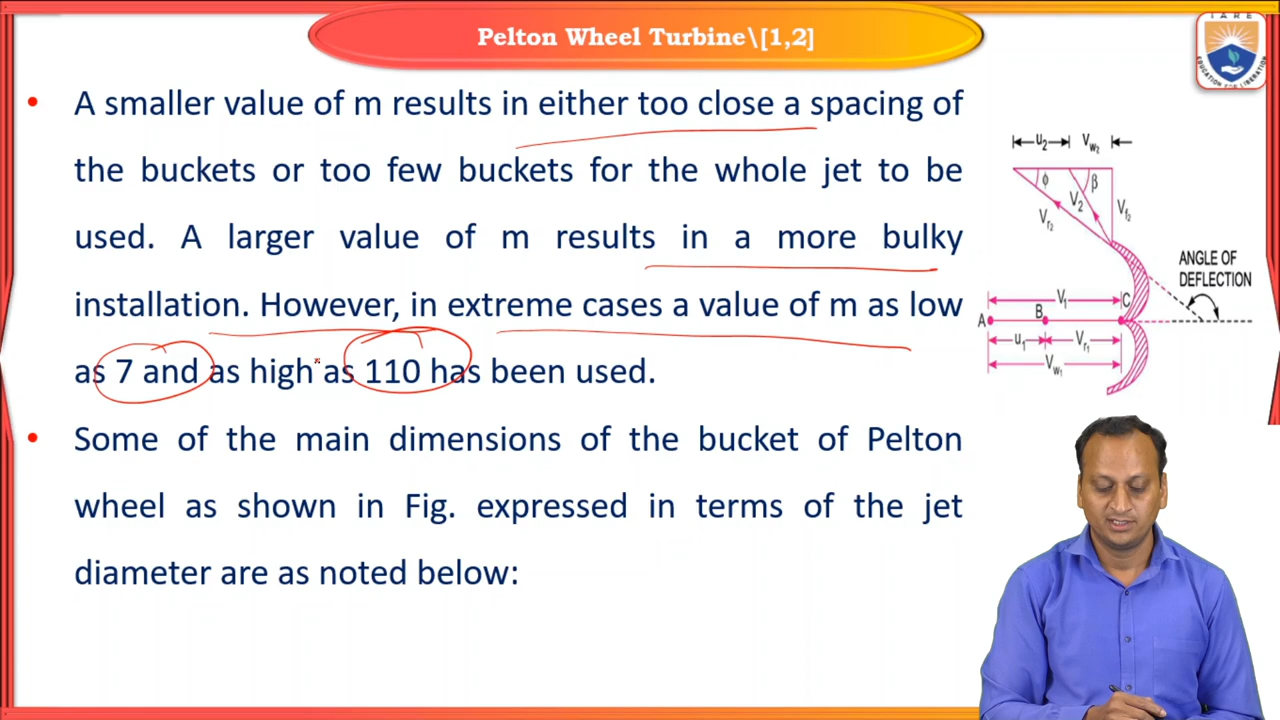 Pelton Wheel Turbine\[1,2]
IARE
EDUCATION FOR LIBERATION
• A smaller value of m results in either too close a spacing of
the buckets or too few buckets for the whole jet to be
used. A larger value of m results in a more bulky
installation. However, in extreme cases a value of m as low
as 7 and as high as 110 has been used.
• Some of the main dimensions of the bucket of Pelton
wheel as shown in Fig. expressed in terms of the jet
diameter are as noted below:
u2 Vw2
ϕ β
V2
Vr2 Vf2
ANGLE OF
DEFLECTION
V1 C
A B
u1 Vr1
Vw1